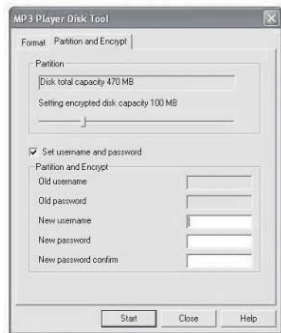 MP3 Player Disk Tool
Format Partition and Encrypt
Partition
Disk total capacity 470 MB
Setting encrypted disk capacity 100 MB
Set username and password
Partition and Encrypt
Old username
Old password
New username
New password
New password confirm
Start Close Help